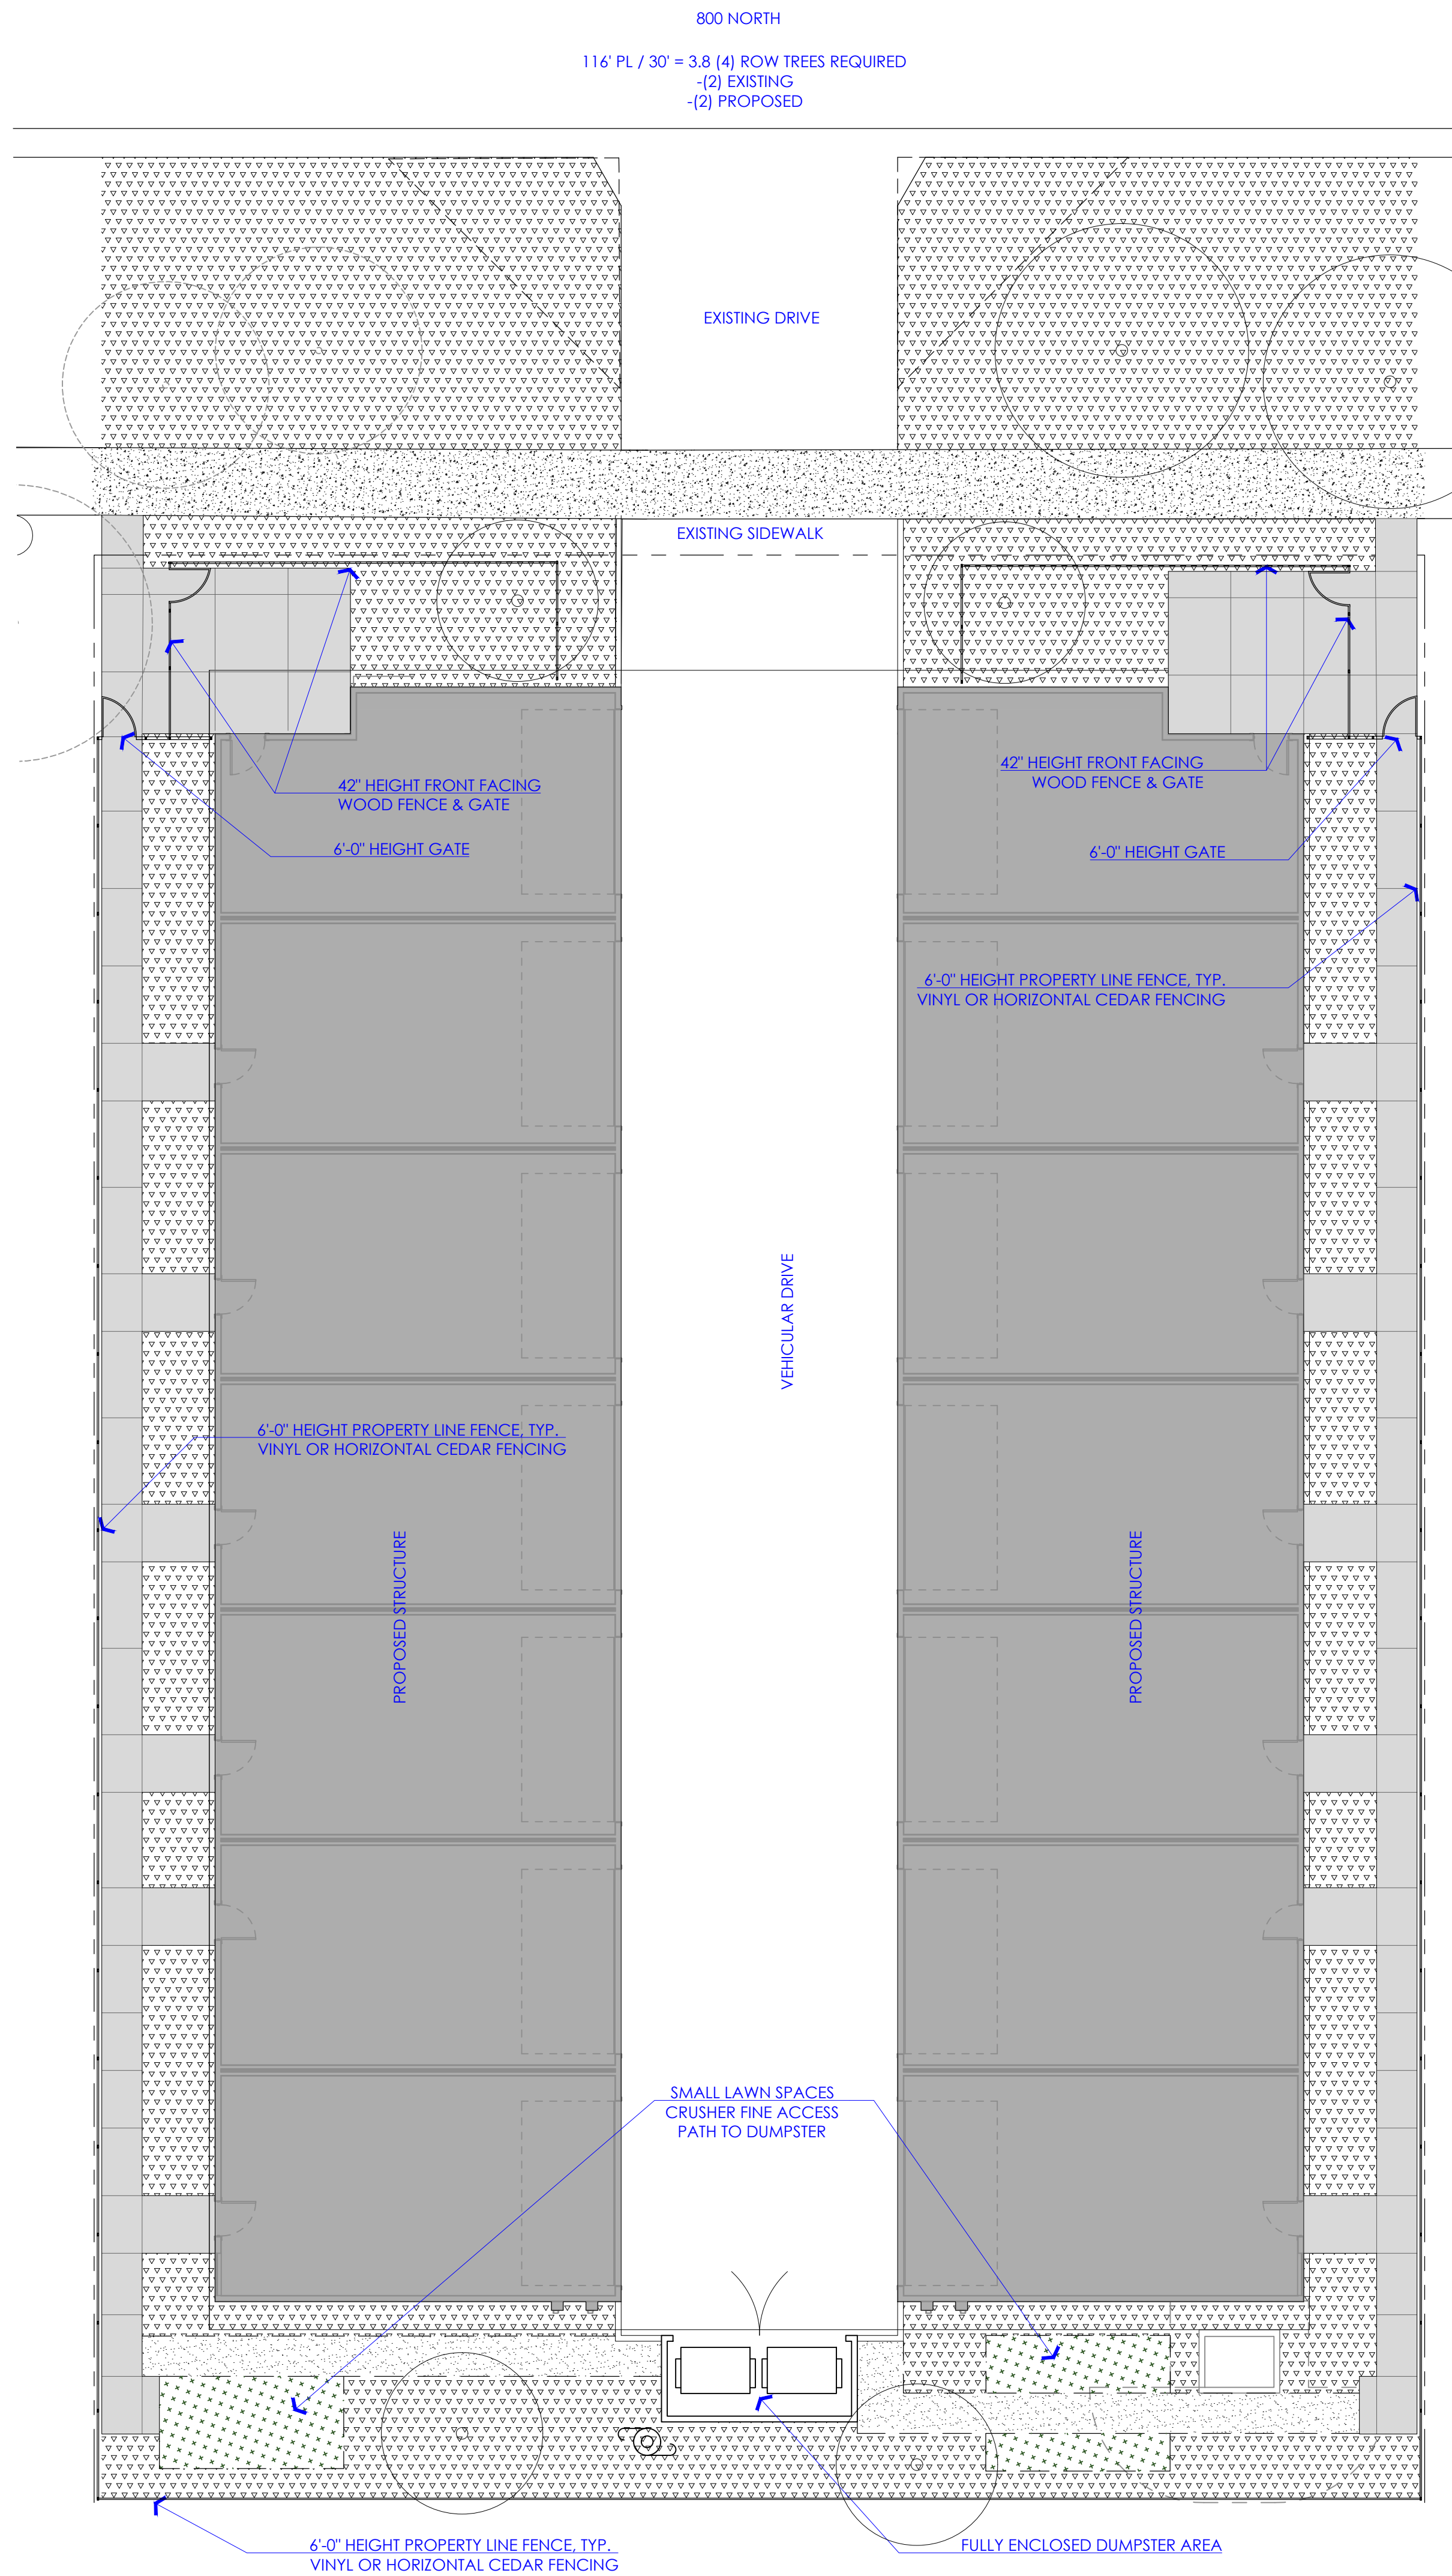 800 NORTH
116' PL / 30' = 3.8 (4) ROW TREES REQUIRED
-(2) EXISTING
-(2) PROPOSED
EXISTING DRIVE
EXISTING SIDEWALK
42" HEIGHT FRONT FACING
WOOD FENCE & GATE
6'-0" HEIGHT GATE
42" HEIGHT FRONT FACING
WOOD FENCE & GATE
6'-0" HEIGHT GATE
6'-0" HEIGHT PROPERTY LINE FENCE, TYP.
VINYL OR HORIZONTAL CEDAR FENCING
VEHICULAR DRIVE
6'-0" HEIGHT PROPERTY LINE FENCE, TYP.
VINYL OR HORIZONTAL CEDAR FENCING
PROPOSED STRUCTURE
PROPOSED STRUCTURE
SMALL LAWN SPACES
CRUSHER FINE ACCESS
PATH TO DUMPSTER
6'-0" HEIGHT PROPERTY LINE FENCE, TYP.
VINYL OR HORIZONTAL CEDAR FENCING
FULLY ENCLOSED DUMPSTER AREA